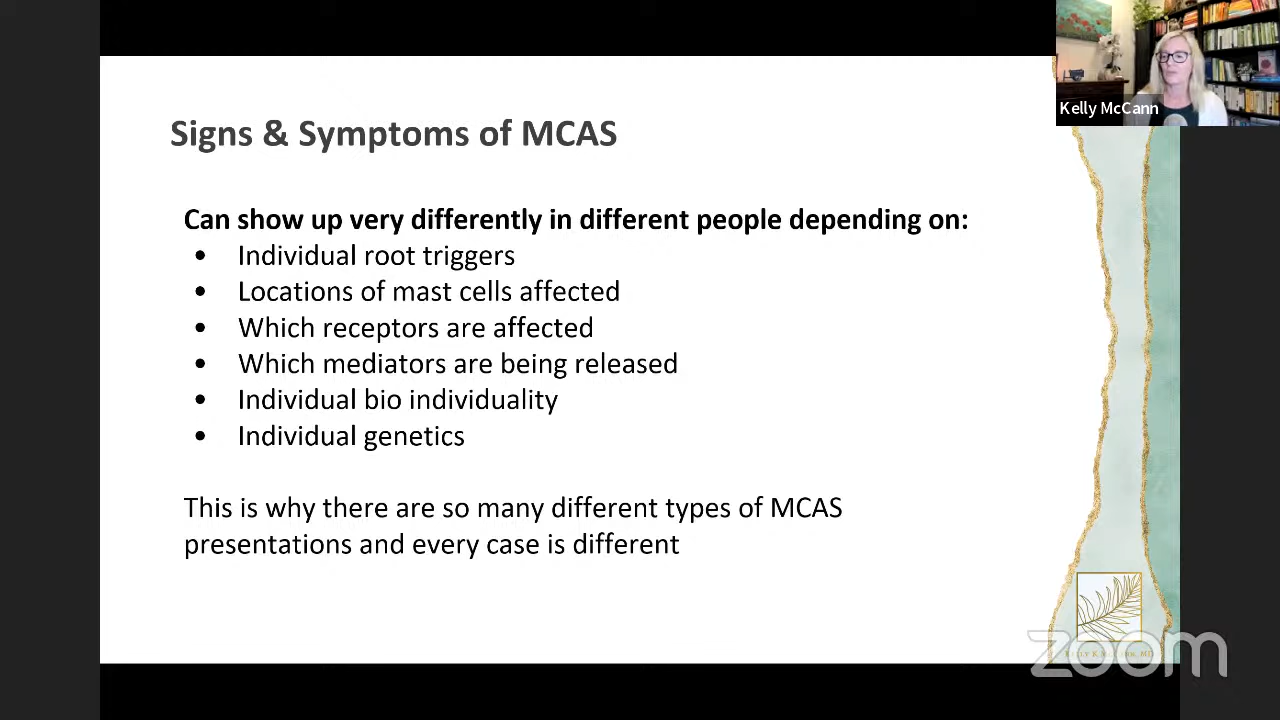 Signs & Symptoms of MCAS
Can show up very differently in different people depending on:
• Individual root triggers
• Locations of mast cells affected
• Which receptors are affected
• Which mediators are being released
• Individual bio individuality
• Individual genetics
This is why there are so many different types of MCAS
presentations and every case is different
Kelly McCann
zoom